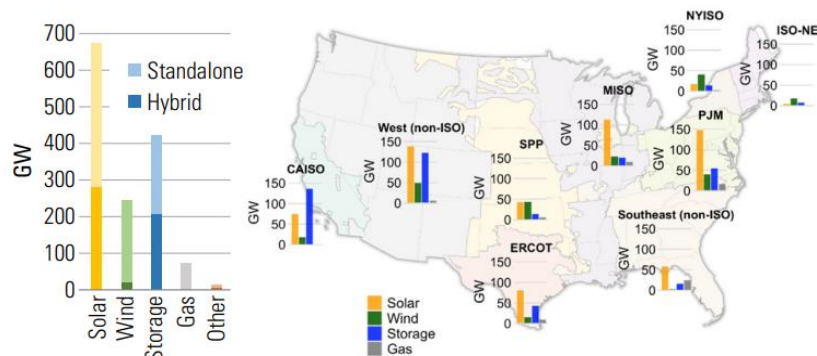 700
600
500
400
300
200
100
0
GW
Standalone
Hybrid
Solar
Wind
Storage
Gas
Other
NYISO
150
100
50
0
GW
ISO-NE
150
100
50
0
GW
MISO
150
100
50
0
GW
PJM
150
100
50
0
GW
West (non-ISO)
150
100
50
0
GW
SPP
150
100
50
0
GW
CAISO
150
100
50
0
GW
Southeast (non-ISO)
150
100
50
0
GW
ERCOT
150
100
50
0
GW
Solar
Wind
Storage
Gas